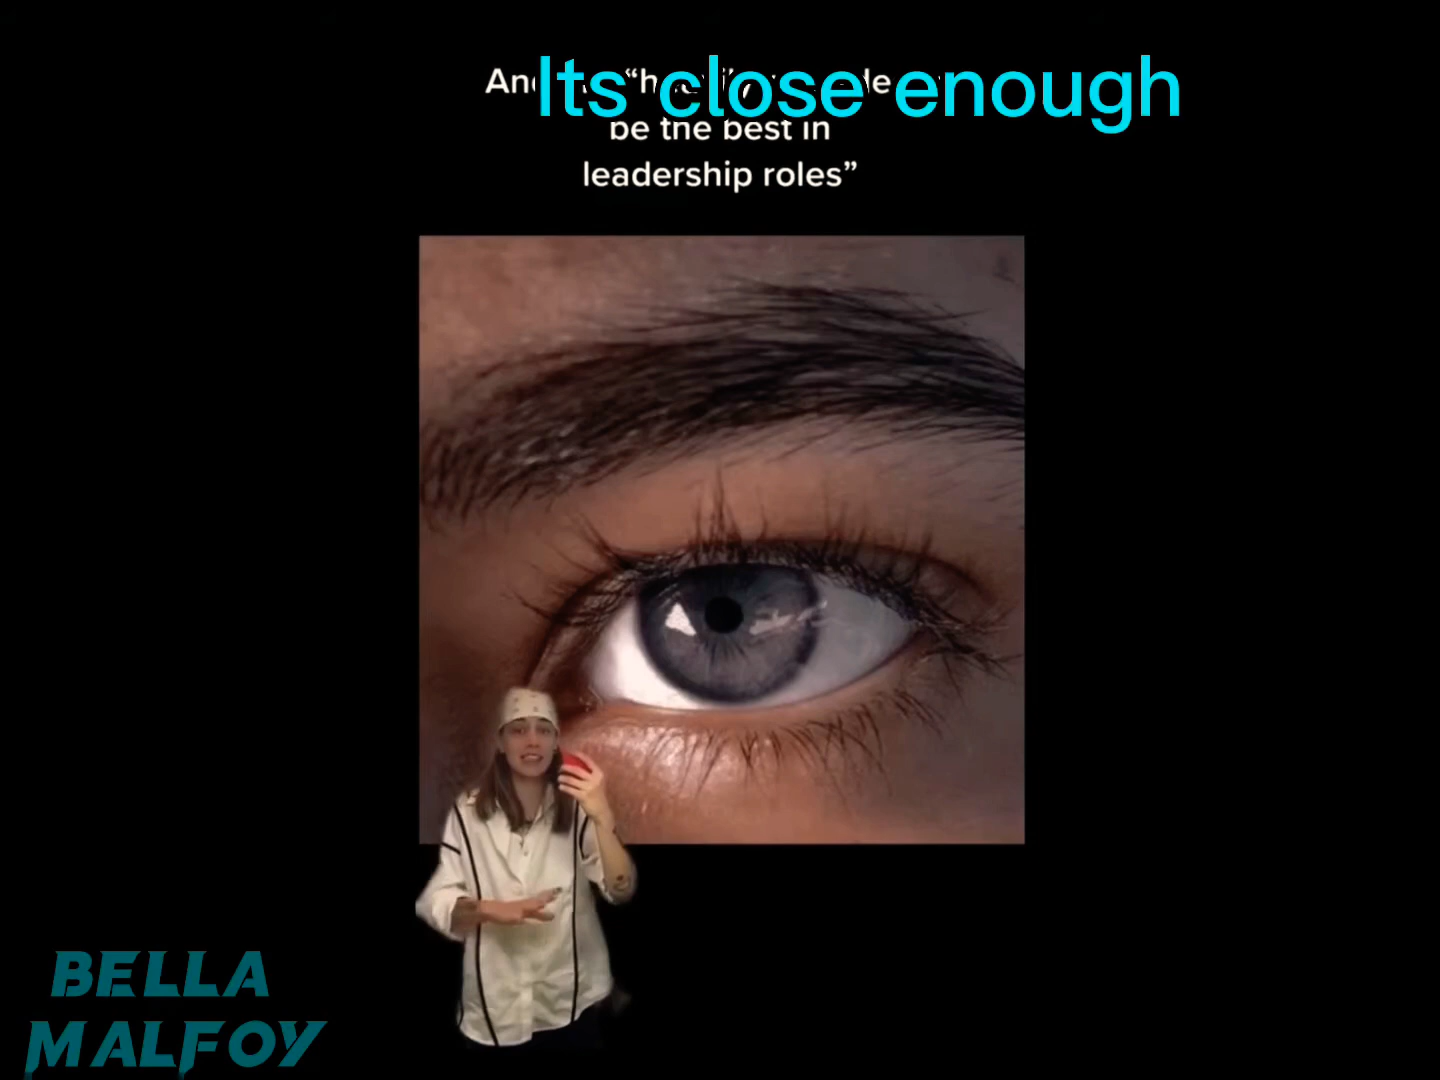 Its close enough
be the best in
leadership roles”
BELLA
MALFOY